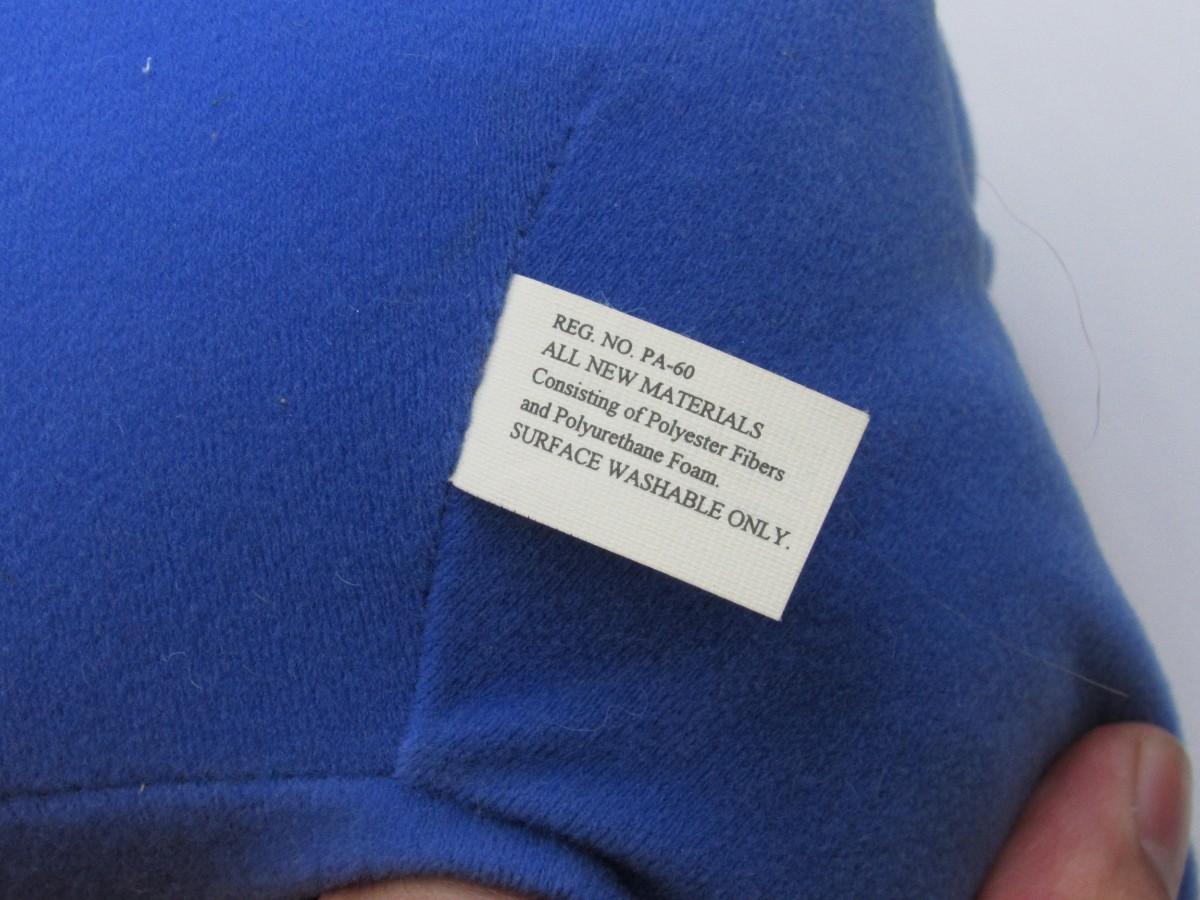 REG. NO. PA-60
ALL NEW MATERIALS
Consisting of Polyester Fibers
and Polyurethane Foam.
SURFACE WASHABLE ONLY.